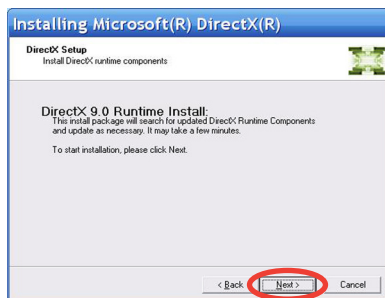 Installing Microsoft(R) DirectX(R)
DirectX Setup
Install DirectX runtime components
DirectX 9.0 Runtime Install:
This install package will search for updated DirectX Runtime Components
and update as necessary. It may take a few minutes.
To start installation, please click Next.
< Back
Next >
Cancel